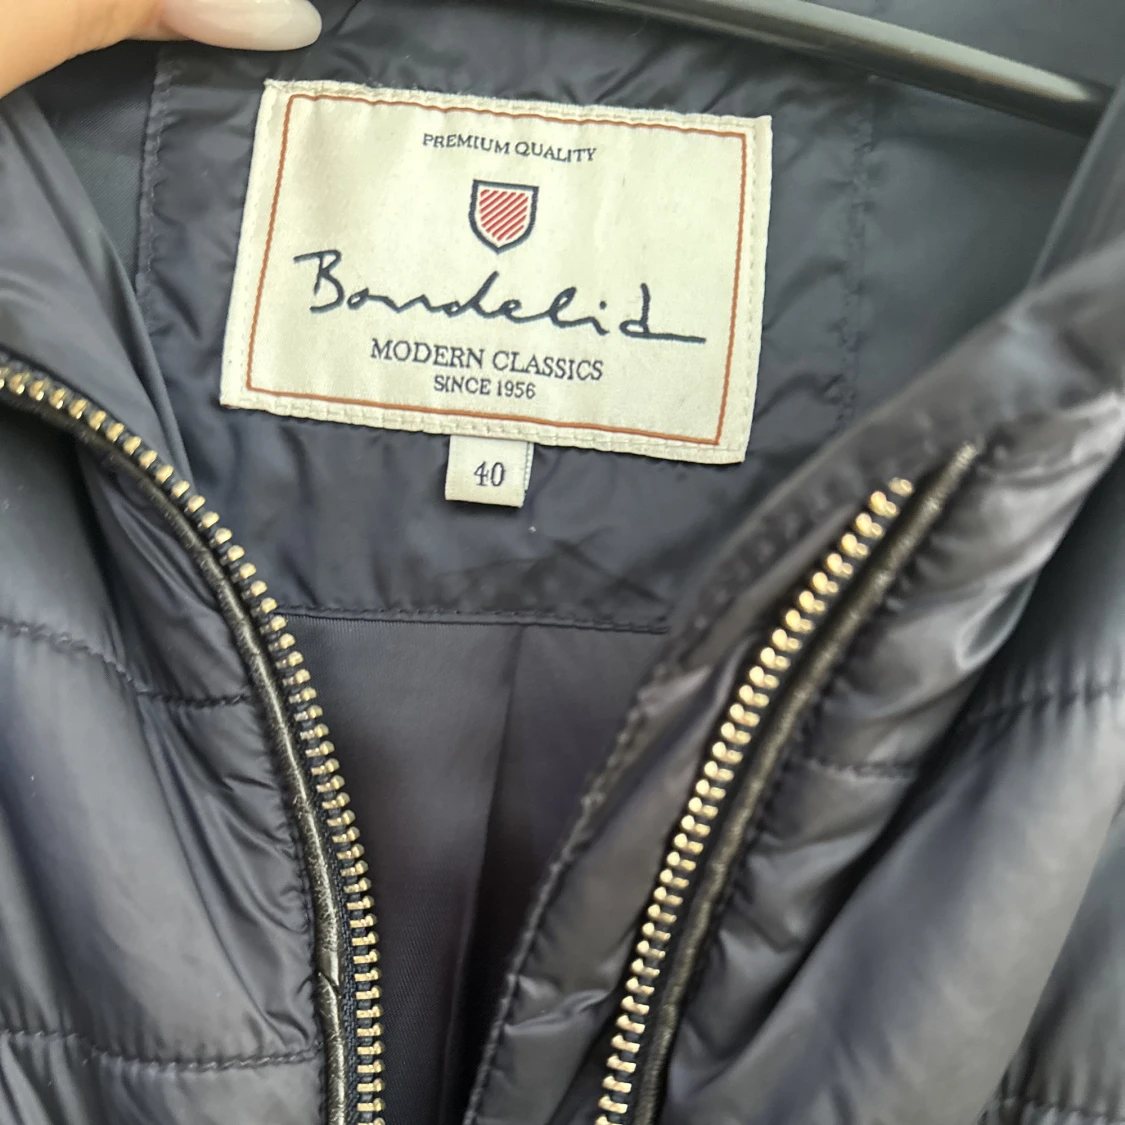 PREMIUM QUALITY
Bondelid
MODERN CLASSICS
SINCE 1956
40